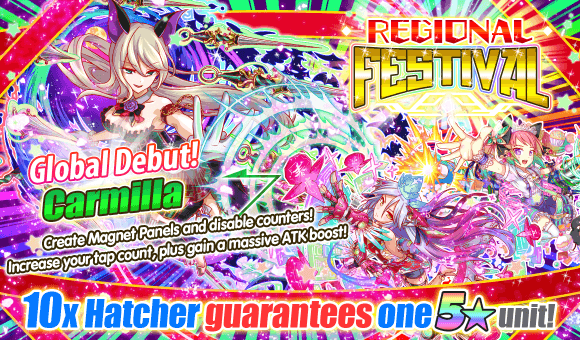 REGIONAL
FESTIVAL
Global Debut!
Carmilla
Create Magnet Panels and disable counters!
Increase your tap count, plus gain a massive ATK boost!
10x Hatcher guarantees one 5★ unit!